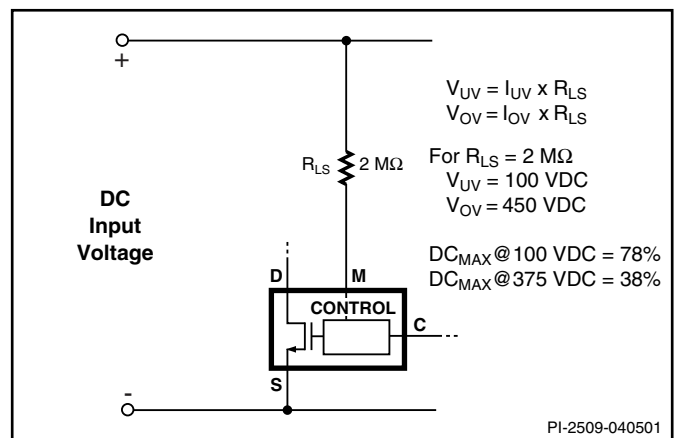 +
V_UV = I_UV x R_LS
V_OV = I_OV x R_LS
R_LS 2 MΩ
For R_LS = 2 MΩ
V_UV = 100 VDC
V_OV = 450 VDC
DC
Input
Voltage
DC_MAX@100 VDC = 78%
DC_MAX@375 VDC = 38%
D M
CONTROL
C
S
-
PI-2509-040501